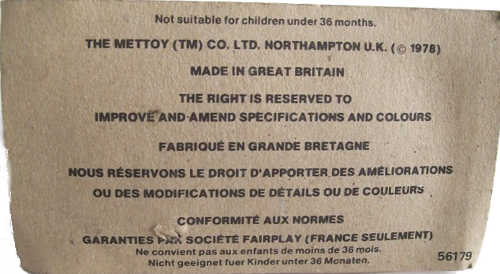 Not suitable for children under 36 months.
THE METTOY (TM) CO. LTD. NORTHAMPTON U.K. (© 1978)
MADE IN GREAT BRITAIN
THE RIGHT IS RESERVED TO
IMPROVE AND AMEND SPECIFICATIONS AND COLOURS
FABRIQUÉ EN GRANDE BRETAGNE
NOUS RÉSERVONS LE DROIT D'APPORTER DES AMÉLIORATIONS
OU DES MODIFICATIONS DE DÉTAILS OU DE COULEURS
CONFORMITÉ AUX NORMES
GARANTIES PAR SOCIÉTÉ FAIRPLAY (FRANCE SEULEMENT)
Ne convient pas aux enfants de moins de 36 mois.
Nicht geeignet fuer Kinder unter 36 Monaten.
56179